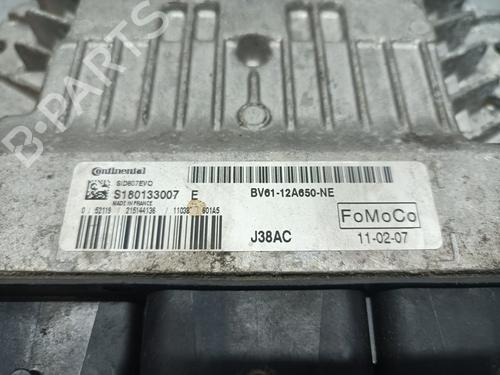 B-PARTS
Continental
SID807EVO
S180133007 E
MADE IN FRANCE
BV61-12A650-NE
FoMoCo
J38AC
11-02-07